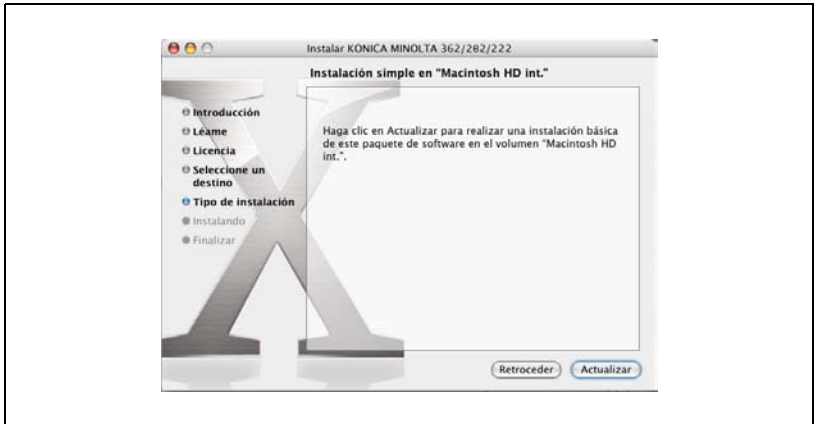 Instalar KONICA MINOLTA 362/282/222
Instalación simple en "Macintosh HD int."
Introducción
Léame
Licencia
Seleccione un
destino
Tipo de instalación
Instalando
Finalizar
Haga clic en Actualizar para realizar una instalación básica
de este paquete de software en el volumen "Macintosh HD
int.".
Retroceder
Actualizar